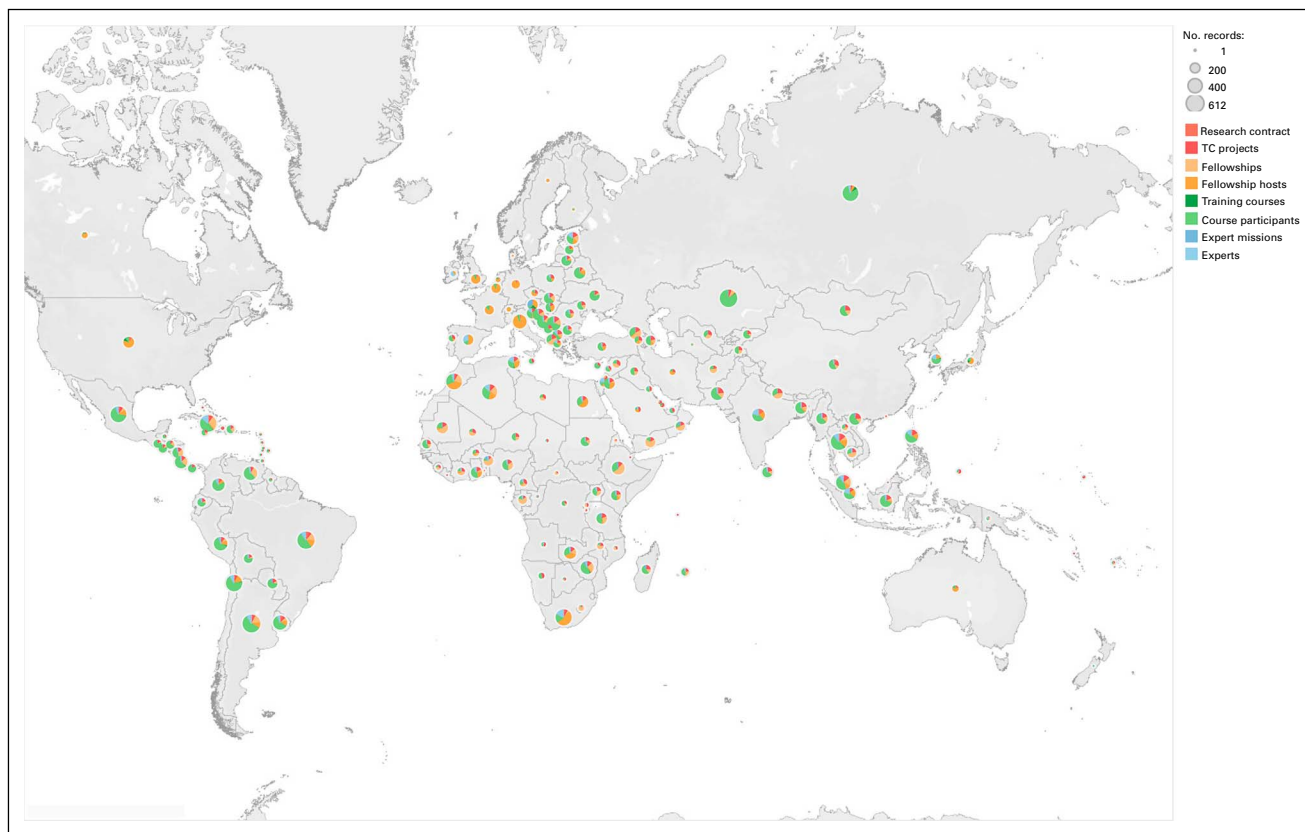 No. records:
1
200
400
612
Research contract
TC projects
Fellowships
Fellowship hosts
Training courses
Course participants
Expert missions
Experts